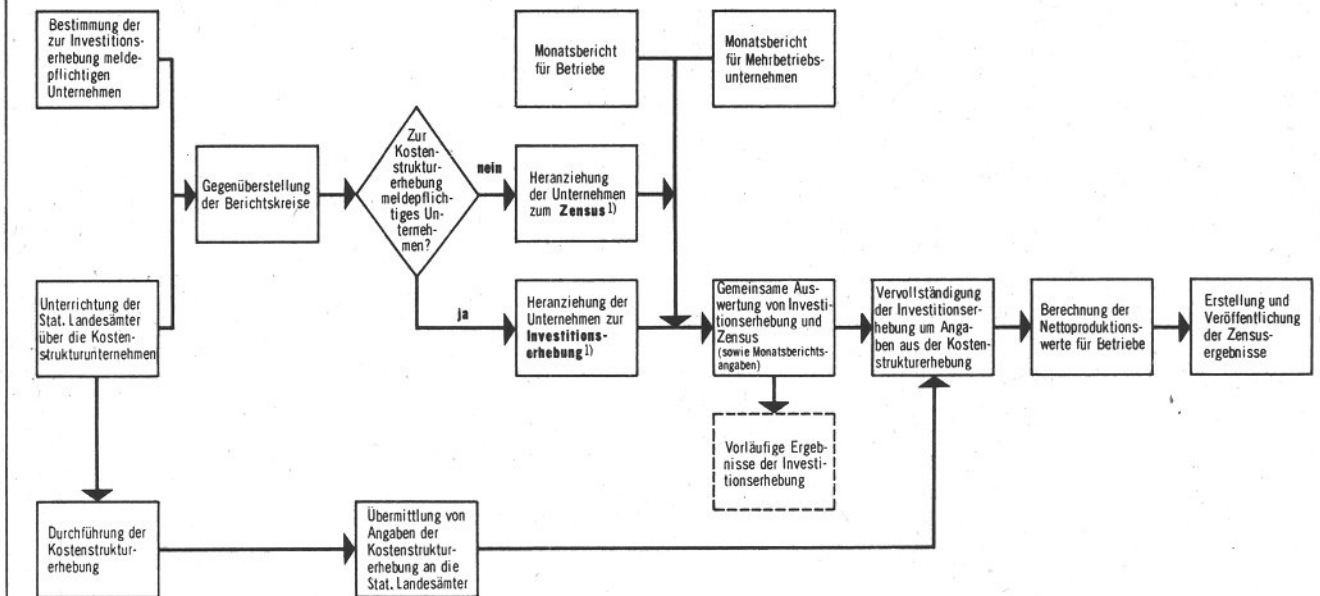 Bestimmung der
zur Investitions-
erhebung melde-
pflichtigen
Unternehmen
Monatsbericht
für Betriebe
Monatsbericht
für Mehrbetriebs-
unternehmen
Gegenüberstellung
der Berichtskreise
Zur
Kosten-
struktur-
erhebung
meldepflich-
tiges Un-
terneh-
men?
nein
Heranziehung
der Unternehmen
zum Zensus 1)
Unterrichtung der
Stat. Landesämter
über die Kosten-
strukturunternehmen
ja
Heranziehung der
Unternehmen zur
Investitions-
erhebung 1)
Gemeinsame Aus-
wertung von Investi-
tionserhebung und
Zensus
(sowie Monatsberichts-
angaben)
Vervollständigung
der Investitionser-
hebung um Anga-
ben aus der Kosten-
strukturerhebung
Berechnung der
Nettoproduktions-
werte für Betriebe
Erstellung und
Veröffentlichung
der Zensus-
ergebnisse
Vorläufige Ergeb-
nisse der Investi-
tionserhebung
Durchführung der
Kostenstruktur-
erhebung
Übermittlung von
Angaben der
Kostenstruktur-
erhebung an die
Stat. Landesämter